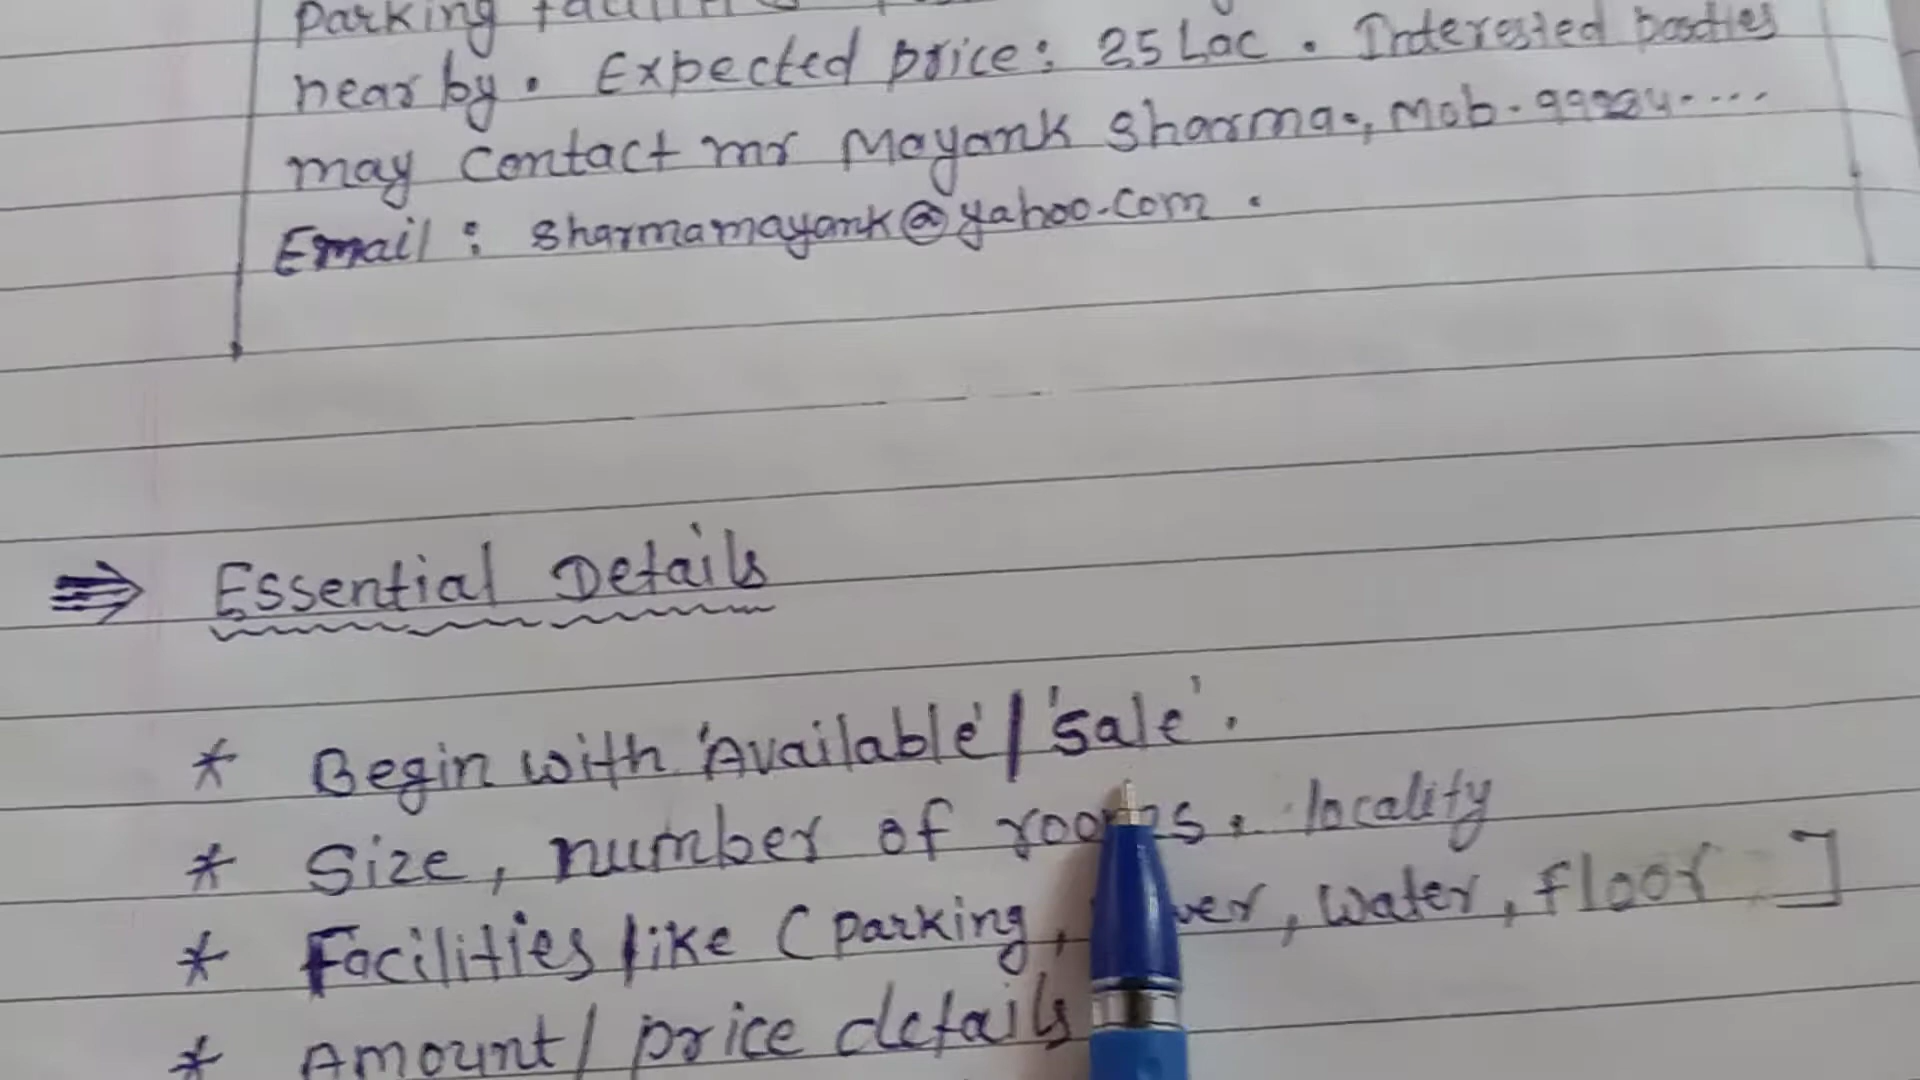 Parking
near by. Expected price: 25 Lac. Interested parties
may contact mr Mayank Sharma., Mob.
Email: sharmamayank@yahoo.com.
Essential Details
* Begin with 'Available' / 'sale'.
* Size, number of rooms. locality
* Facilities like (parking, water, floor ]
* Amount / price details